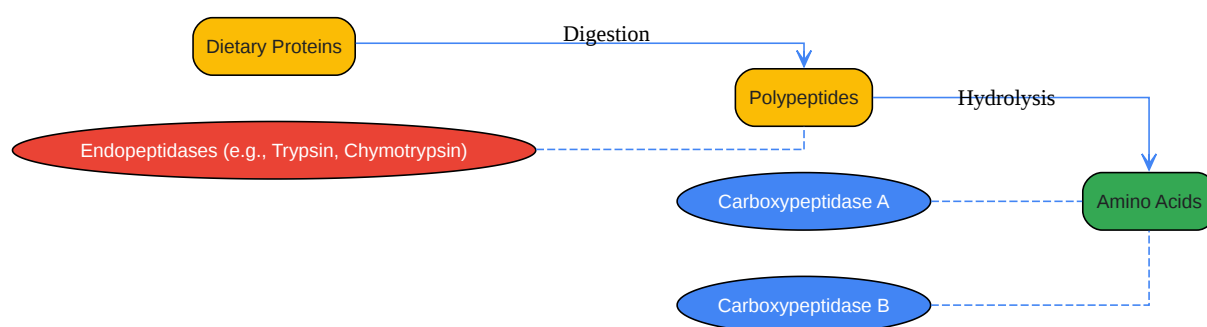 Dietary Proteins
Digestion
Polypeptides
Hydrolysis
Endopeptidases (e.g., Trypsin, Chymotrypsin)
Carboxypeptidase A
Amino Acids
Carboxypeptidase B